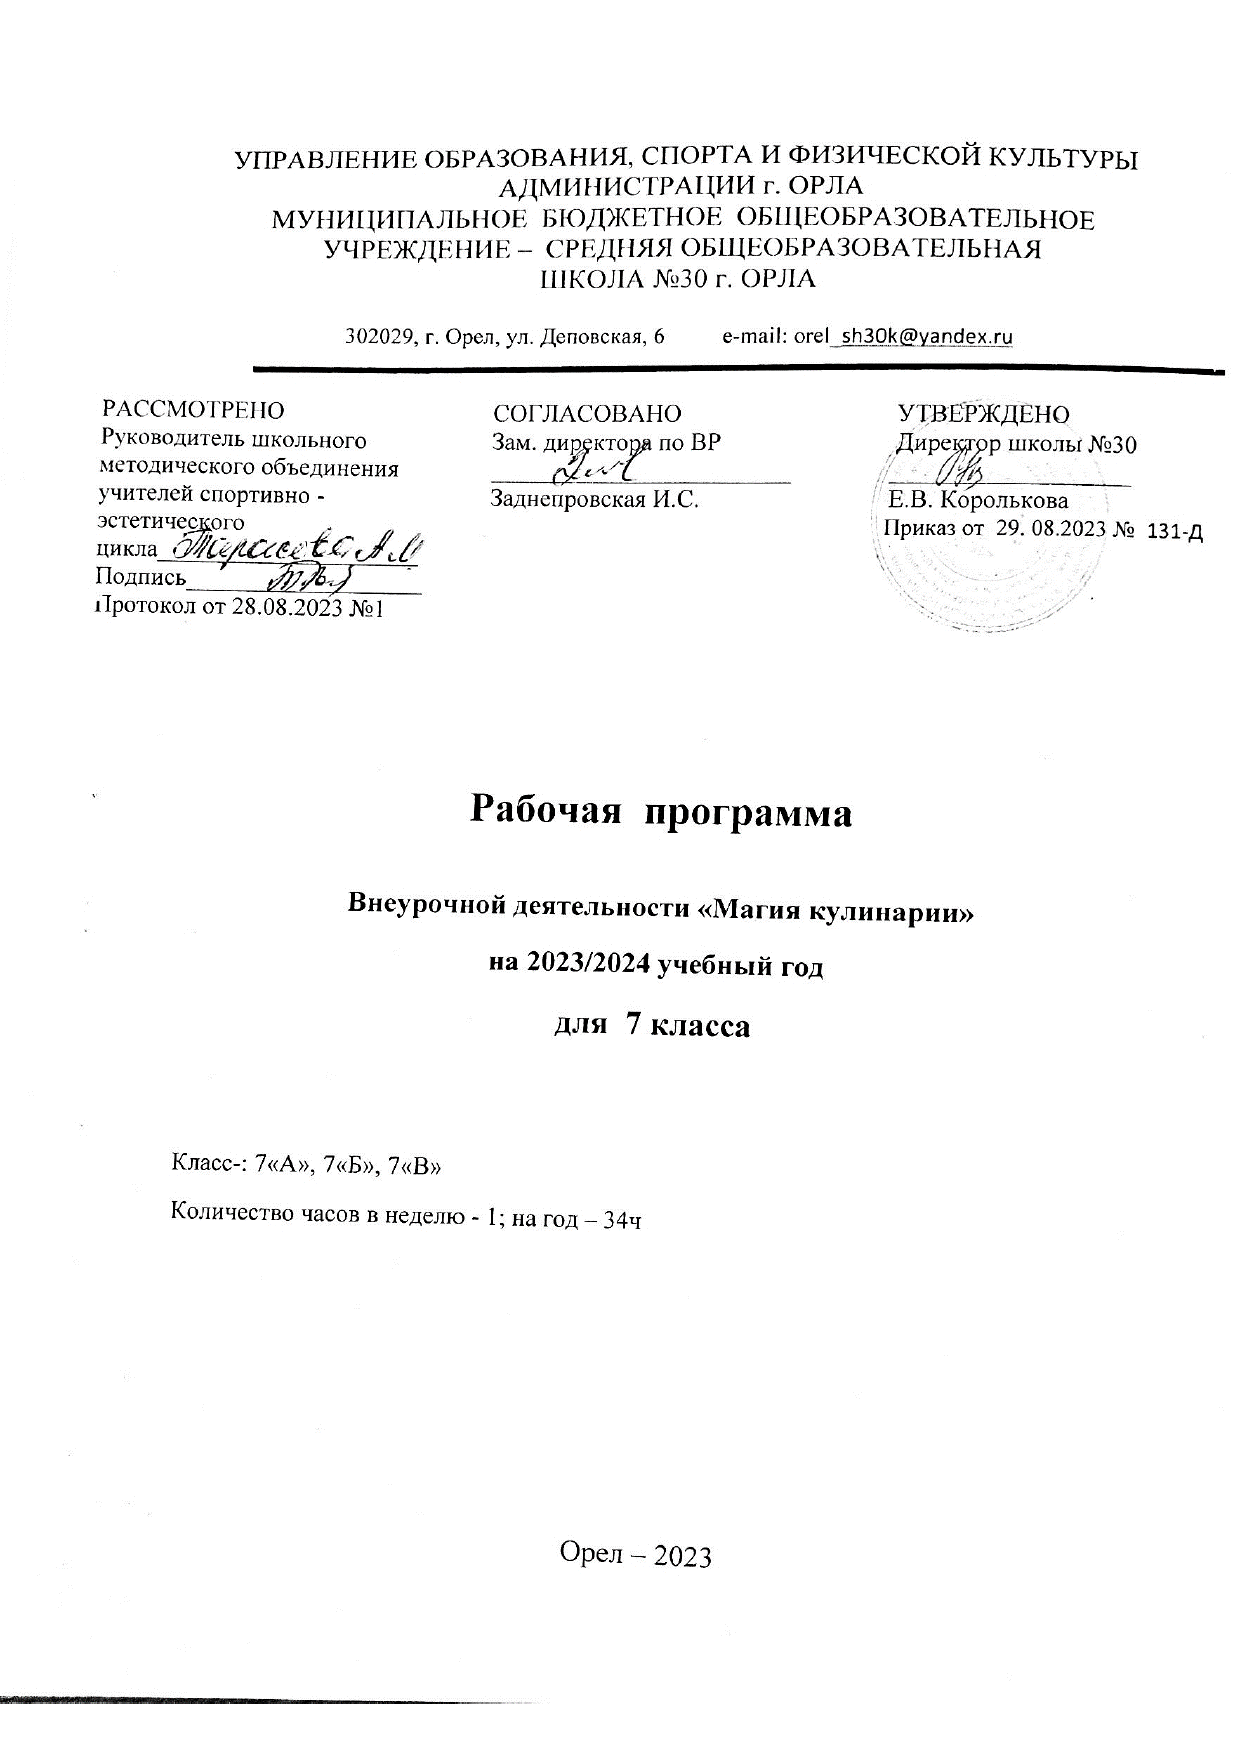 УПРАВЛЕНИЕ ОБРАЗОВАНИЯ, СПОРТА И ФИЗИЧЕСКОЙ КУЛЬТУРЫ
АДМИНИСТРАЦИИ г. ОРЛА
МУНИЦИПАЛЬНОЕ БЮДЖЕТНОЕ ОБЩЕОБРАЗОВАТЕЛЬНОЕ
УЧРЕЖДЕНИЕ – СРЕДНЯЯ ОБЩЕОБРАЗОВАТЕЛЬНАЯ
ШКОЛА №30 г. ОРЛА
302029, г. Орел, ул. Деповская, 6 e-mail: orel_sh30k@yandex.ru
РАССМОТРЕНО
Руководитель школьного
методического объединения
учителей спортивно -
эстетического
цикла
Подпись
Протокол от 28.08.2023 №1
СОГЛАСОВАНО
Зам. директора по ВР
Заднепровская И.С.
УТВЕРЖДЕНО
Директор школы №30
Е.В. Королькова
Приказ от 29. 08.2023 № 131-Д
Рабочая программа
Внеурочной деятельности «Магия кулинарии»
на 2023/2024 учебный год
для 7 класса
Класс-: 7«А», 7«Б», 7«В»
Количество часов в неделю - 1; на год – 34ч
Орел – 2023